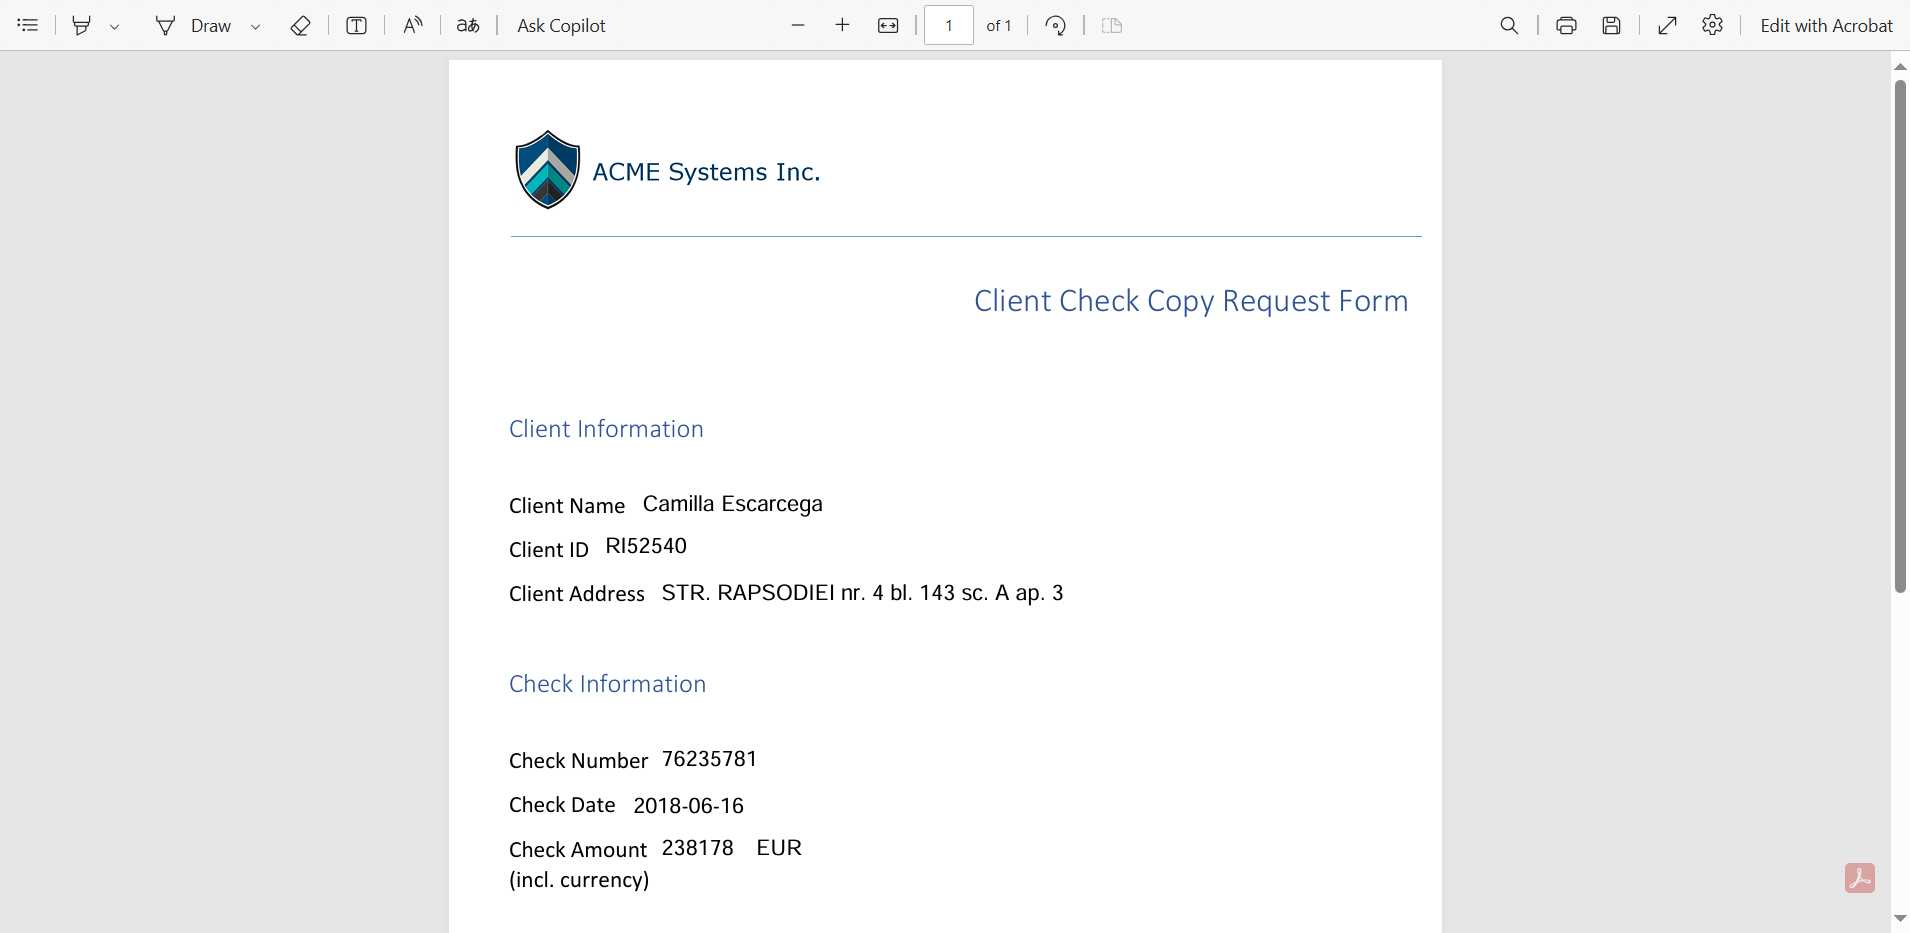 Draw
aあ
Ask Copilot
1
of 1
Edit with Acrobat
ACME Systems Inc.
Client Check Copy Request Form
Client Information
Client Name Camilla Escarcega
Client ID RI52540
Client Address STR. RAPSODIEI nr. 4 bl. 143 sc. A ap. 3
Check Information
Check Number 76235781
Check Date 2018-06-16
Check Amount 238178 EUR
(incl. currency)